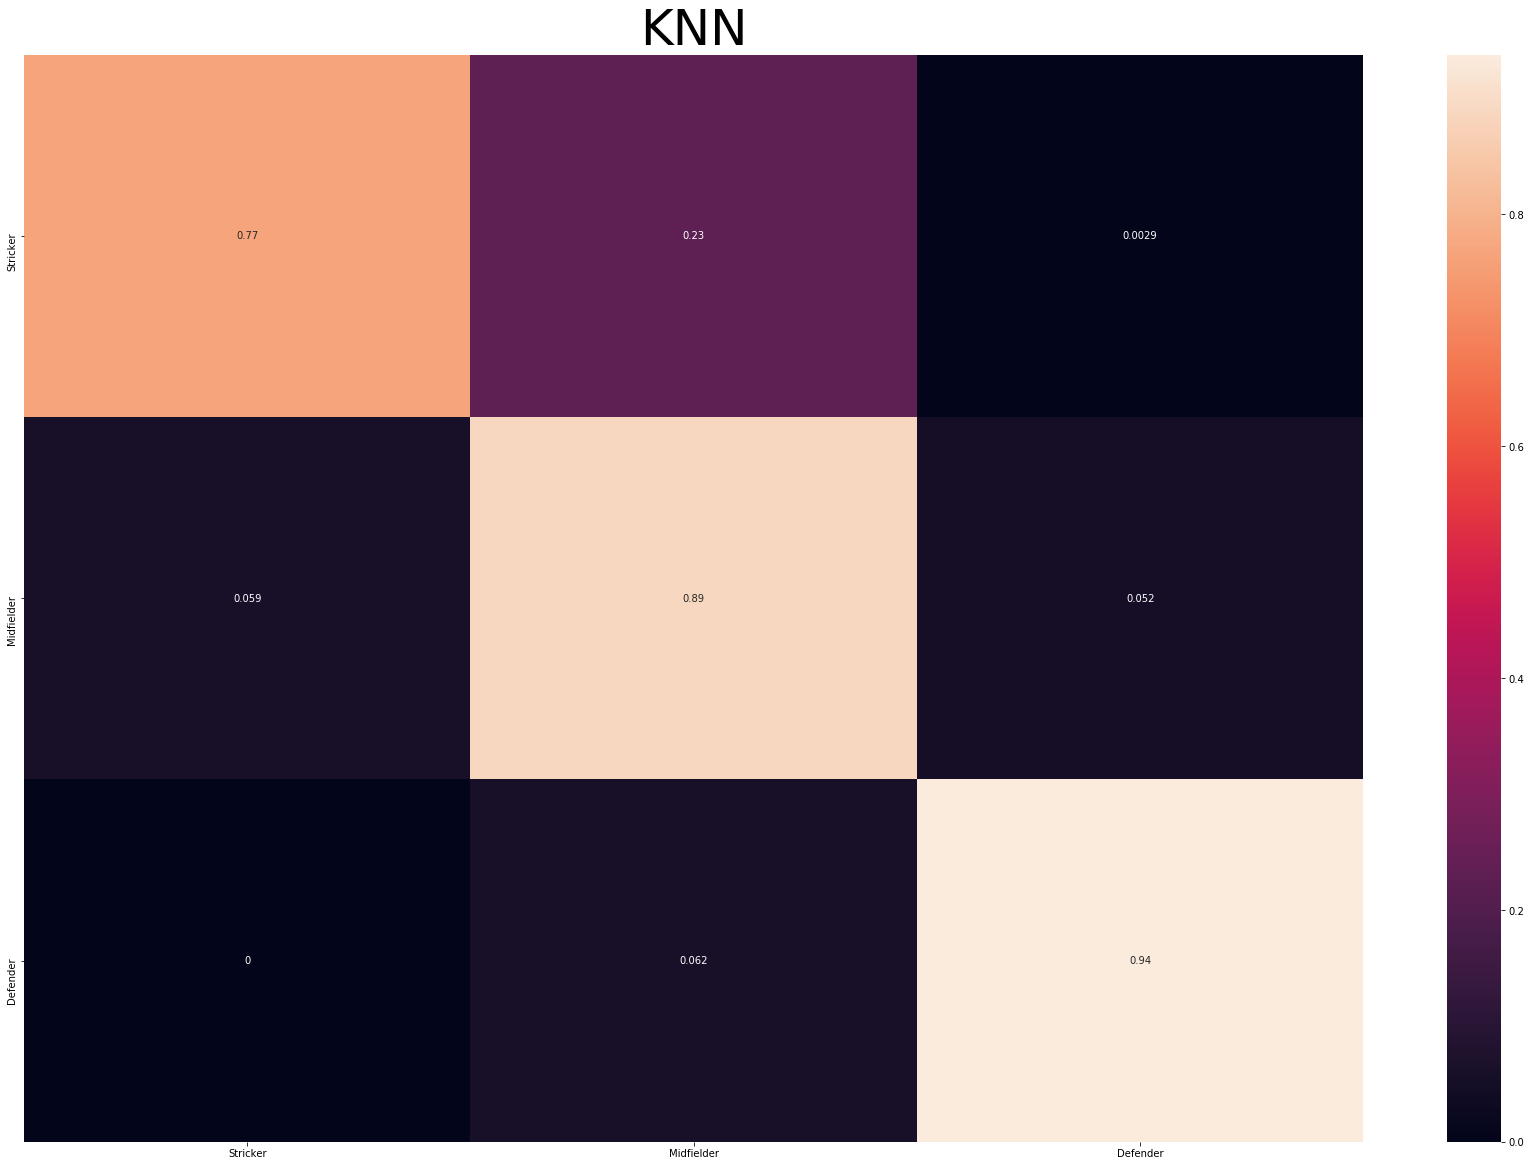 KNN
Stricker
0.77 0.23 0.0029
Midfielder
0.059 0.89 0.052
Defender
0 0.062 0.94
Stricker Midfielder Defender
0.8
0.6
0.4
0.2
0.0